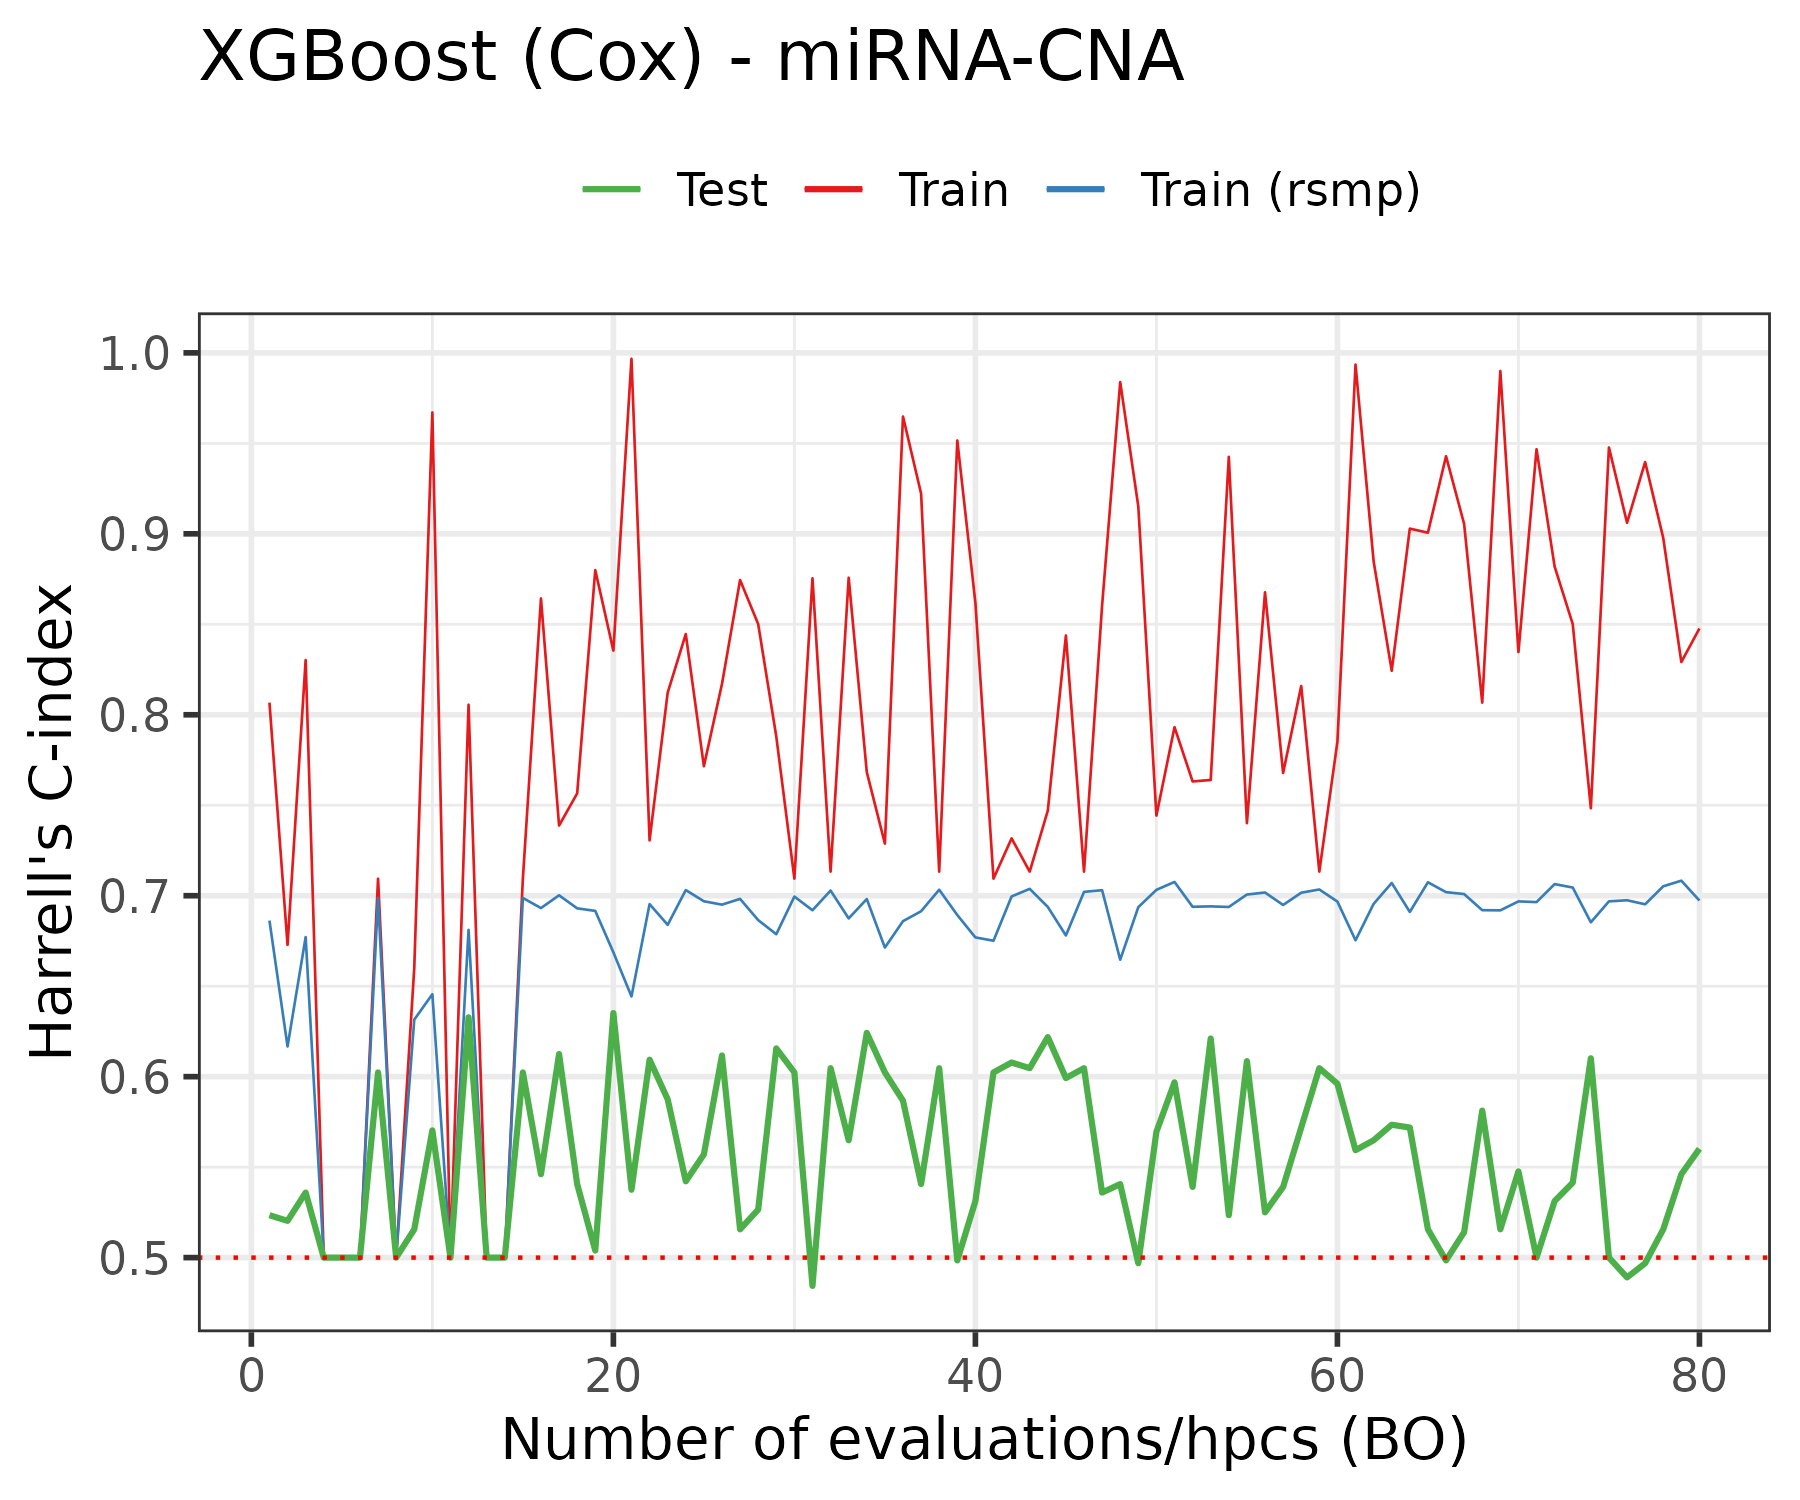 XGBoost (Cox) - miRNA-CNA
Test Train Train (rsmp)
Harrell's C-index
1.0
0.9
0.8
0.7
0.6
0.5
0 20 40 60 80
Number of evaluations/hpcs (BO)